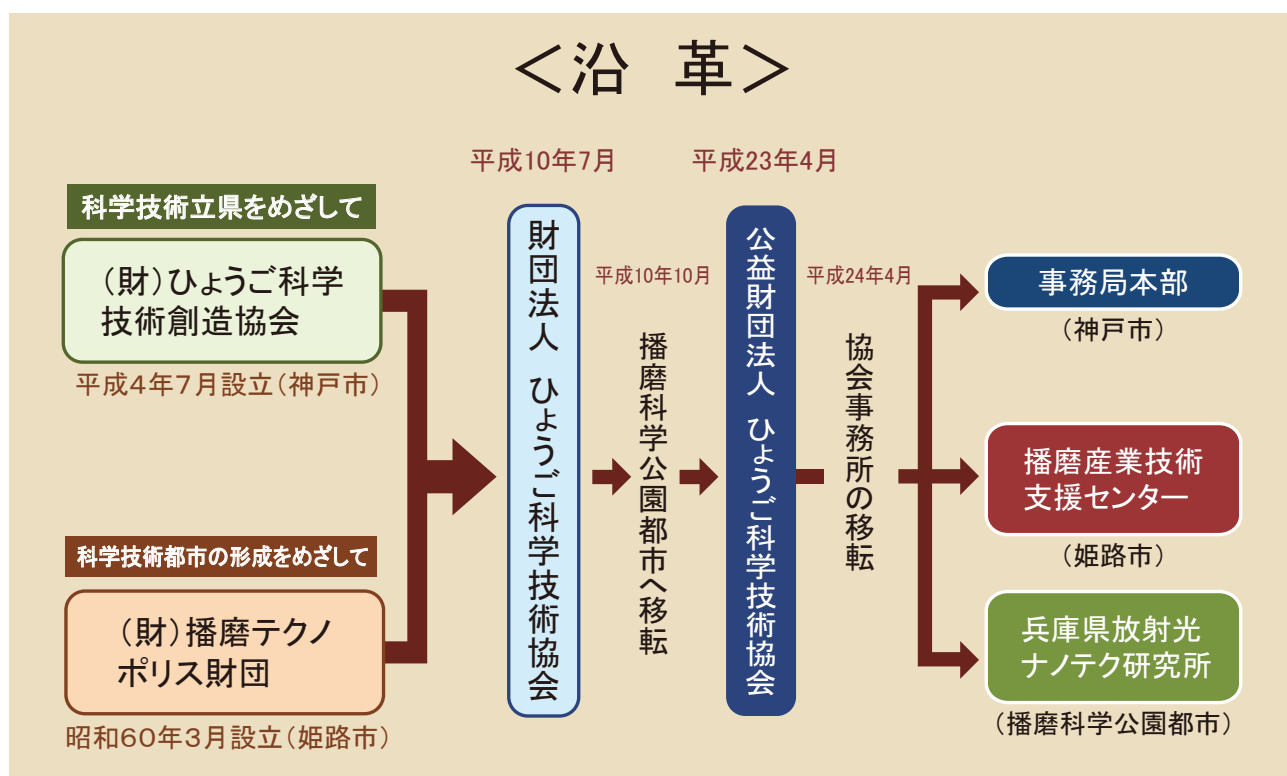 ＜沿 革＞
科学技術立県をめざして
（財）ひょうご科学
技術創造協会
平成4年7月設立（神戸市）
科学技術都市の形成をめざして
（財）播磨テクノ
ポリス財団
昭和60年3月設立（姫路市）
平成10年7月
財団法人 ひょうご科学技術協会
平成10年10月
播磨科学公園都市へ移転
平成23年4月
公益財団法人 ひょうご科学技術協会
平成24年4月
協会事務所の移転
事務局本部
（神戸市）
播磨産業技術
支援センター
（姫路市）
兵庫県放射光
ナノテク研究所
（播磨科学公園都市）